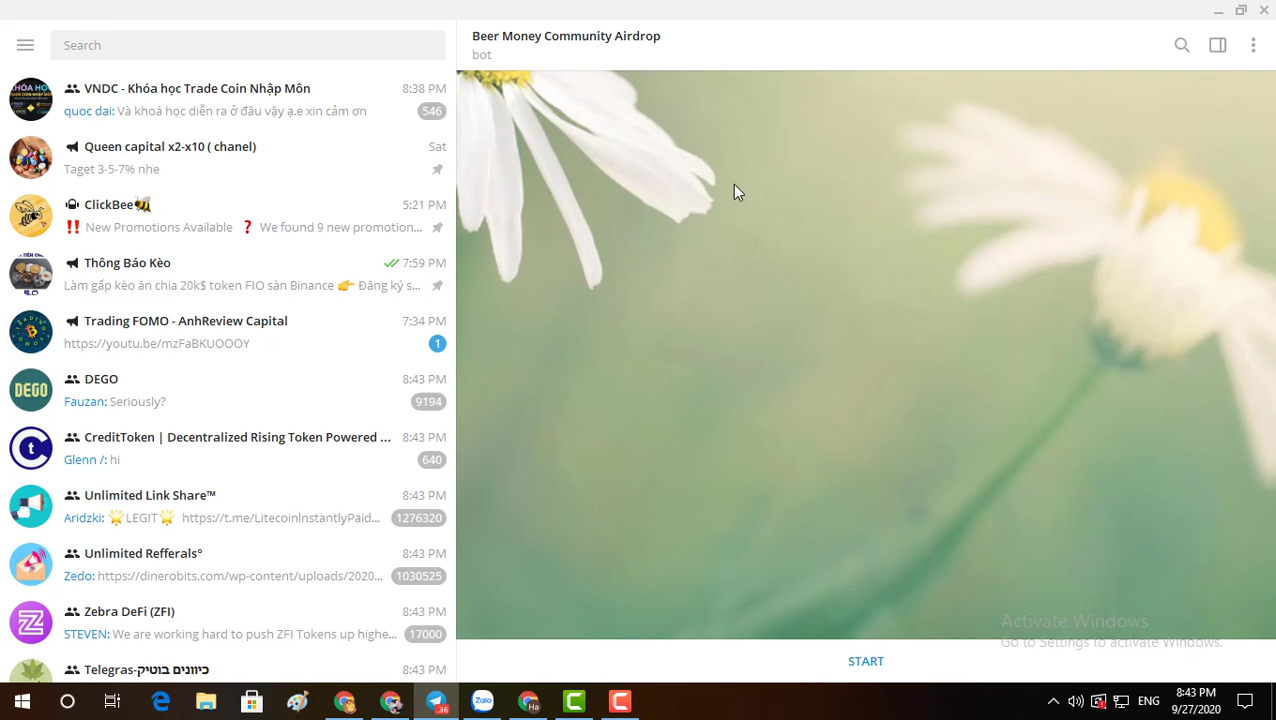 Search
VNDC - Khóa học Trade Coin Nhập Môn 8:38 PM
quoc dai: Và khoá học diễn ra ở đâu vậy ạ.e xin cảm ơn 546
Queen capital x2-x10 ( chanel) Sat
Taget 3-5-7% nhe
ClickBee🐝 5:21 PM
‼️ New Promotions Available ❓ We found 9 new promotion...
Thông Báo Kèo 7:59 PM
Làm gấp kèo ăn chia 20k$ token FIO sàn Binance 👉 Đăng ký s...
Trading FOMO - AnhReview Capital 7:34 PM
https://youtu.be/mzFaBKUOOOY 1
DEGO 8:43 PM
DEGO
Fauzan: Seriously? 9194
CreditToken | Decentralized Rising Token Powered ... 8:43 PM
Glenn /: hi 640
Unlimited Link Share™ 8:43 PM
Aridzki: 🌟LEGIT🌟 https://t.me/LitecoinInstantlyPaid... 1276320
Unlimited Refferals° 8:43 PM
Zedo: https://dinerobits.com/wp-content/uploads/2020... 1030525
Zebra DeFi (ZFI) 8:43 PM
STEVEN: We are working hard to push ZFI Tokens up highe... 17000
Telegras-כיוונים בוטיק 8:43 PM
Beer Money Community Airdrop
bot
Activate Windows
Go to Settings to activate Windows.
START
36
Zalo
Ha
ENG
8:43 PM
9/27/2020